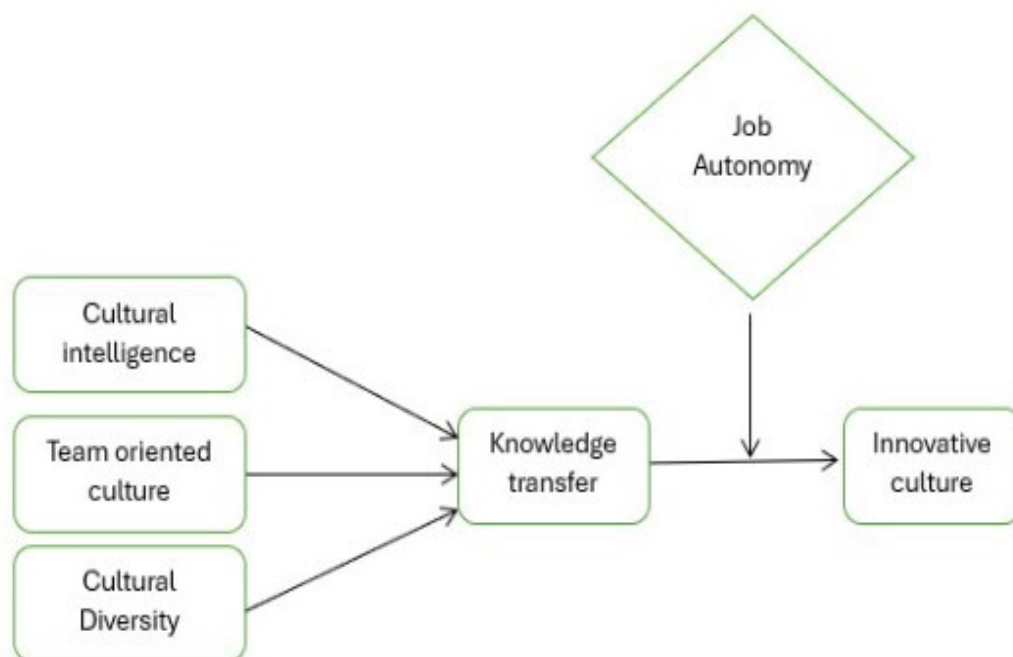 Job
Autonomy
Cultural
intelligence
Team oriented
culture
Cultural
Diversity
Knowledge
transfer
Innovative
culture